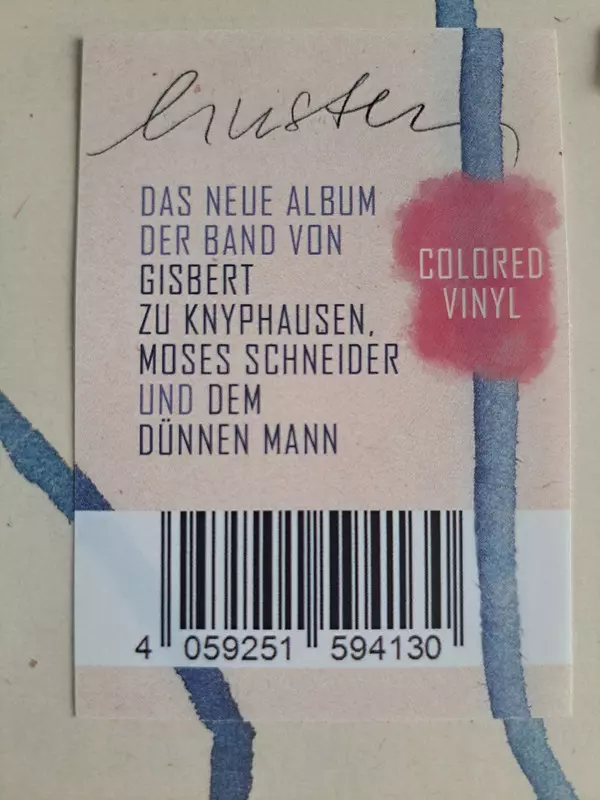 husten
DAS NEUE ALBUM
DER BAND VON
GISBERT
ZU KNYPHAUSEN,
MOSES SCHNEIDER
UND DEM
DÜNNEN MANN
COLORED
VINYL
4 059251 594130